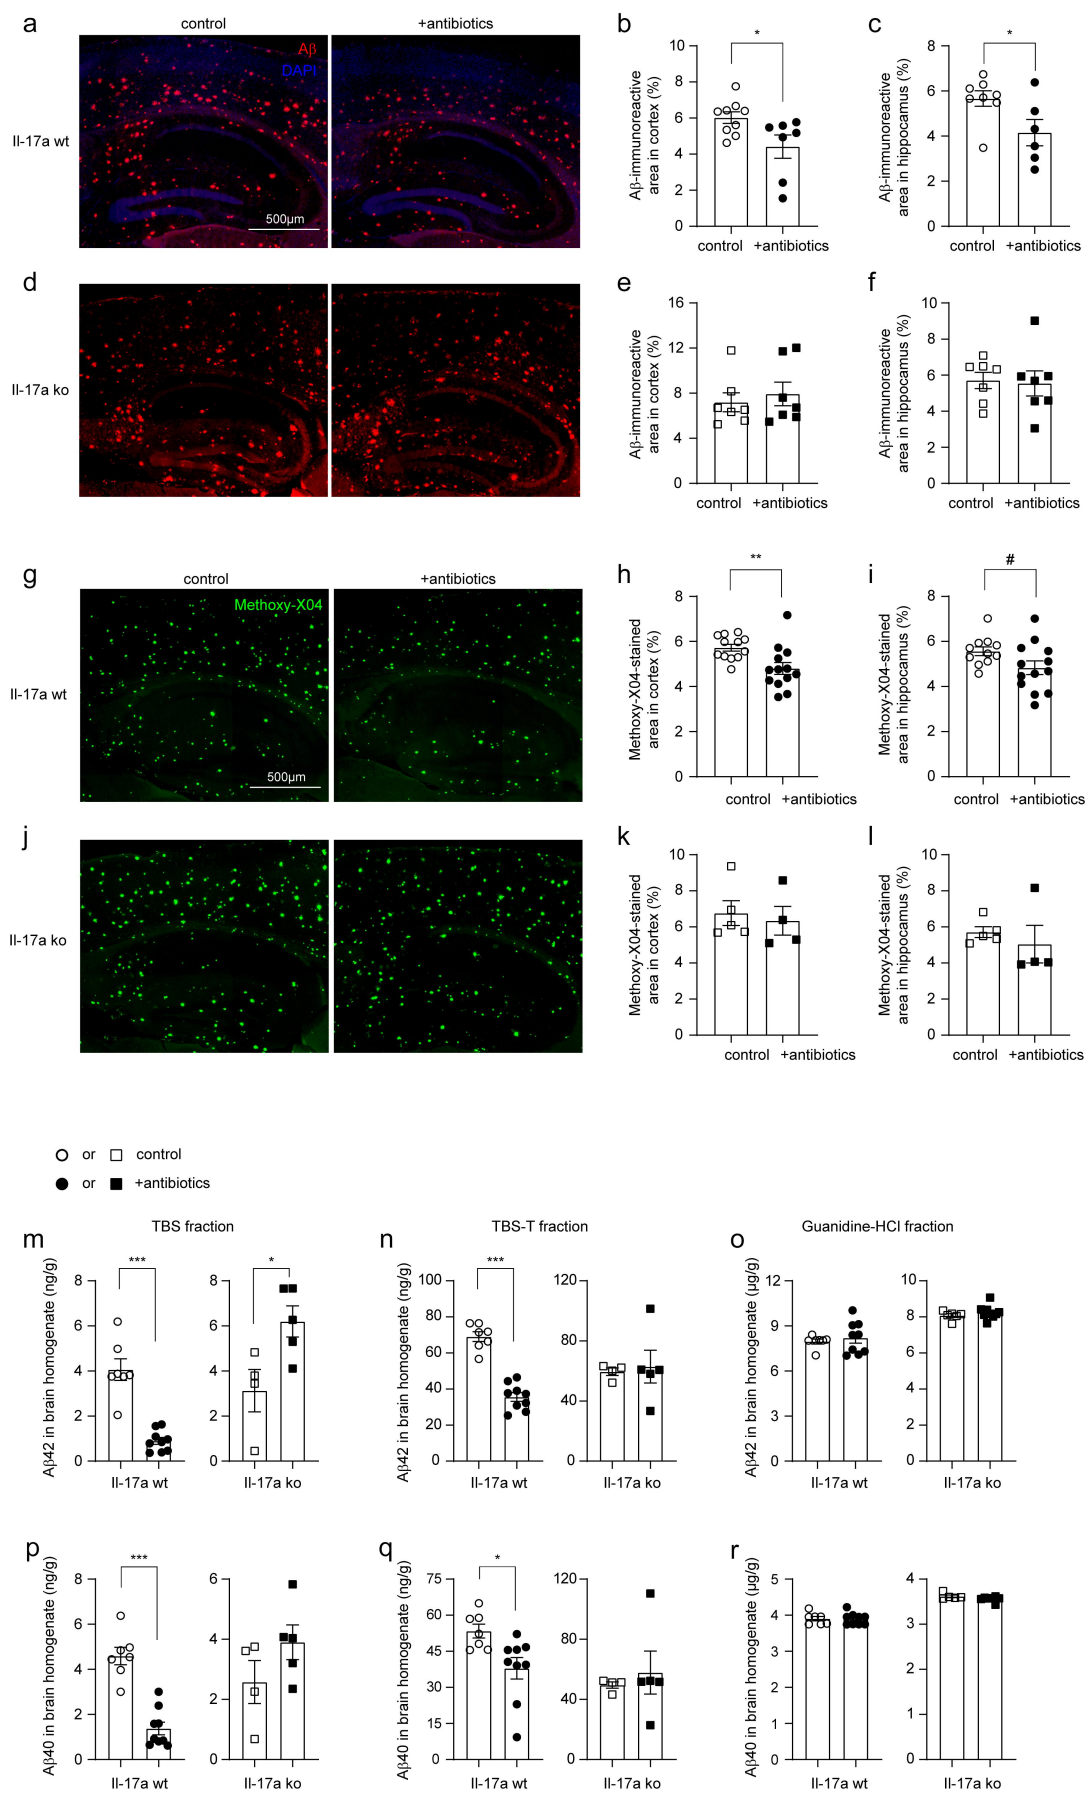 a
control
+antibiotics
Il-17a wt
Aβ
DAPI
500μm
b
*
Aβ-immunoreactive
area in cortex (%)
10
8
6
4
2
0
control
+antibiotics
c
*
Aβ-immunoreactive
area in hippocampus (%)
8
6
4
2
0
control
+antibiotics
d
Il-17a ko
e
Aβ-immunoreactive
area in cortex (%)
16
12
8
4
0
control
+antibiotics
f
Aβ-immunoreactive
area in hippocampus (%)
10
8
6
4
2
0
control
+antibiotics
g
control
+antibiotics
Il-17a wt
Methoxy-X04
500μm
h
**
Methoxy-X04-stained
area in cortex (%)
8
6
4
2
0
control
+antibiotics
i
#
Methoxy-X04-stained
area in hippocampus (%)
8
6
4
2
0
control
+antibiotics
j
Il-17a ko
k
Methoxy-X04-stained
area in cortex (%)
10
8
6
4
2
0
control
+antibiotics
l
Methoxy-X04-stained
area in hippocampus (%)
10
8
6
4
2
0
control
+antibiotics
or control
or +antibiotics
TBS fraction
TBS-T fraction
Guanidine-HCl fraction
m
Aβ42 in brain homogenate (ng/g)
***
8
6
4
2
0
Il-17a wt
*
8
6
4
2
0
Il-17a ko
n
Aβ42 in brain homogenate (ng/g)
***
100
80
60
40
20
0
Il-17a wt
120
80
40
0
Il-17a ko
o
Aβ42 in brain homogenate (μg/g)
12
9
6
3
0
Il-17a wt
10
8
6
4
2
0
Il-17a ko
p
Aβ40 in brain homogenate (ng/g)
***
8
6
4
2
0
Il-17a wt
6
4
2
0
Il-17a ko
q
Aβ40 in brain homogenate (ng/g)
*
75
60
45
30
15
0
Il-17a wt
120
80
40
0
Il-17a ko
r
Aβ40 in brain homogenate (μg/g)
5
4
3
2
1
0
Il-17a wt
4
3
2
1
0
Il-17a ko